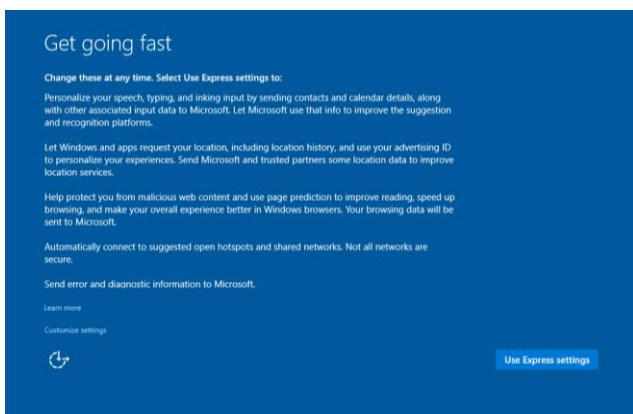 Get going fast
Change these at any time. Select Use Express settings to:
Personalize your speech, typing, and inking input by sending contacts and calendar details, along
with other associated input data to Microsoft. Let Microsoft use that info to improve the suggestion
and recognition platforms.
Let Windows and apps request your location, including location history, and use your advertising ID
to personalize your experiences. Send Microsoft and trusted partners some location data to improve
location services.
Help protect you from malicious web content and use page prediction to improve reading, speed up
browsing, and make your overall experience better in Windows browsers. Your browsing data will be
sent to Microsoft.
Automatically connect to suggested open hotspots and shared networks. Not all networks are
secure.
Send error and diagnostic information to Microsoft.
Learn more
Customize settings
Use Express settings